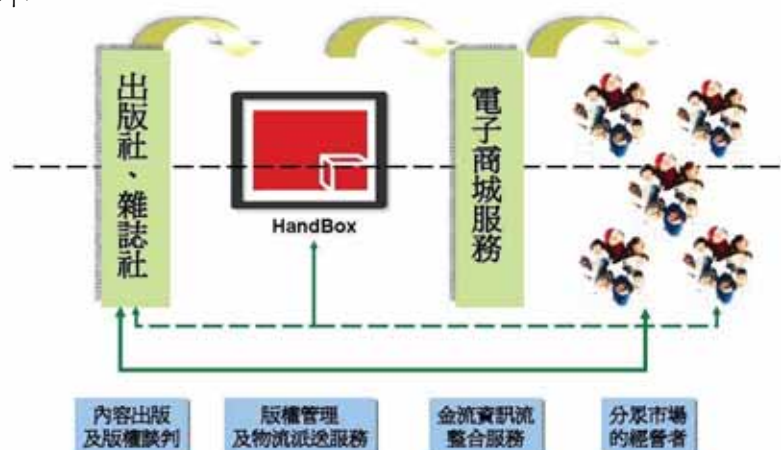 出版社、雜誌社
HandBox
電子商城服務
內容出版
及版權談判
版權管理
及物流派送服務
金流資訊流
整合服務
分眾市場
的經營者